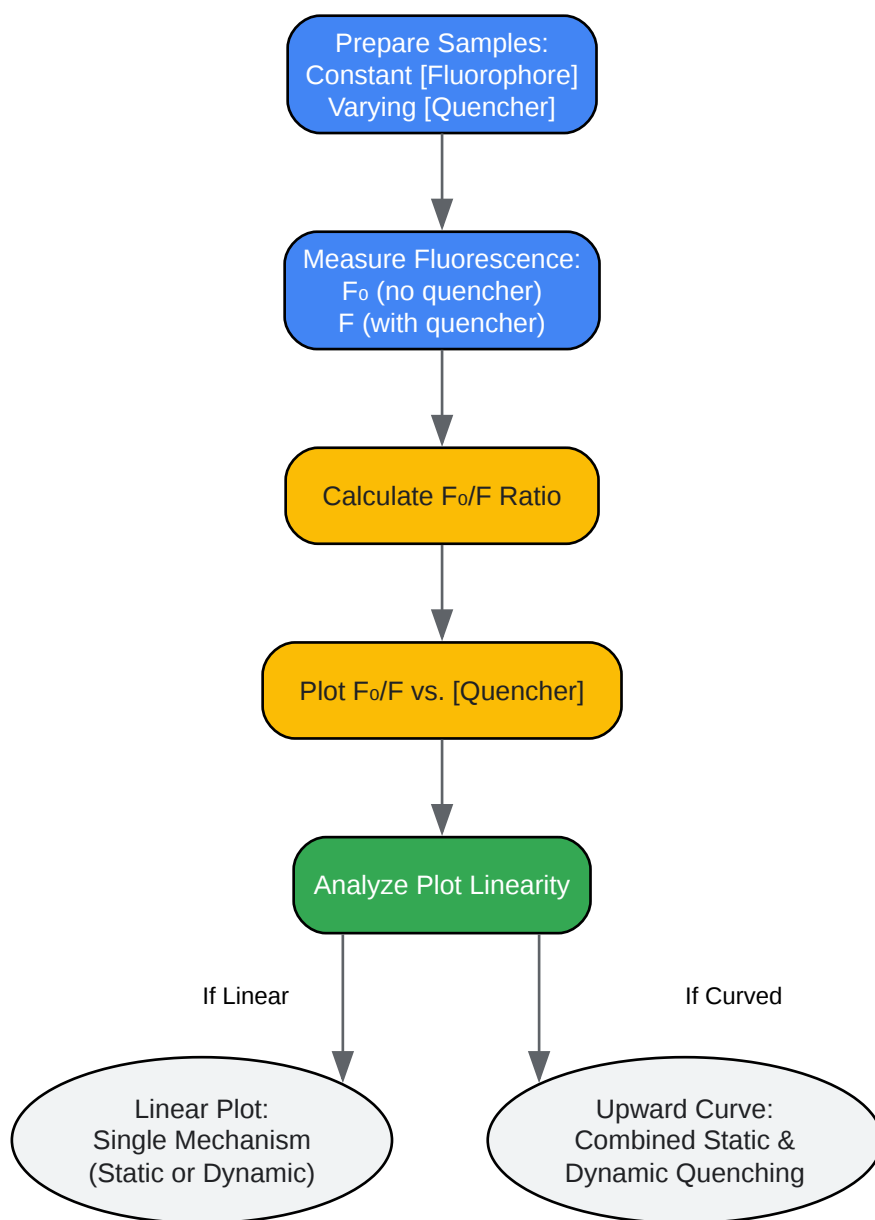 Prepare Samples:
Constant [Fluorophore]
Varying [Quencher]
Measure Fluorescence:
F₀ (no quencher)
F (with quencher)
Calculate F₀/F Ratio
Plot F₀/F vs. [Quencher]
Analyze Plot Linearity
If Linear
If Curved
Linear Plot:
Single Mechanism
(Static or Dynamic)
Upward Curve:
Combined Static &
Dynamic Quenching